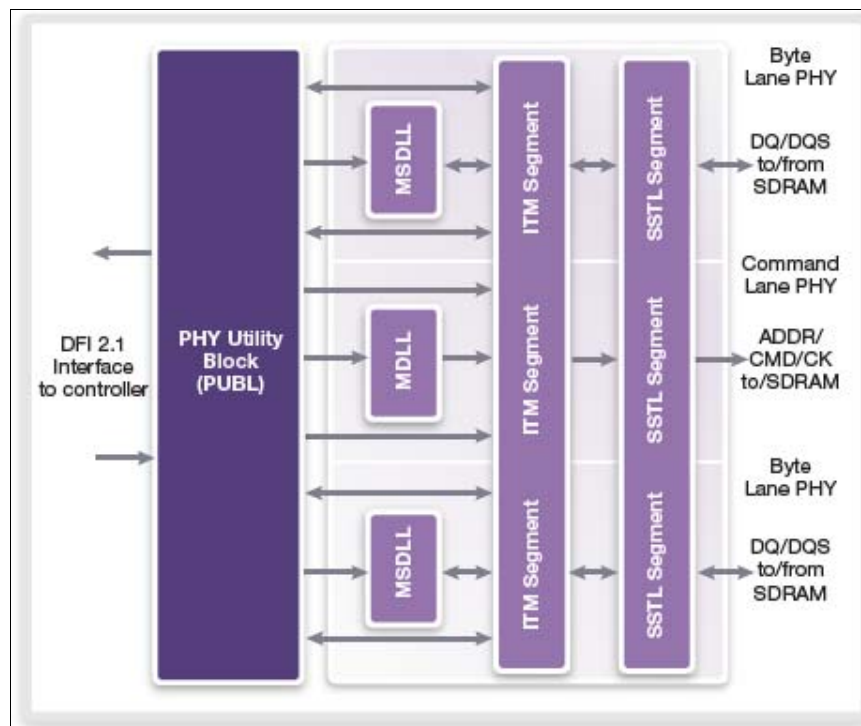 Byte
Lane PHY
MSDLL
ITM Segment
SSTL Segment
DQ/DQS
to/from
SDRAM
Command
Lane PHY
DFI 2.1
Interface
to controller
PHY Utility
Block
(PUBL)
MDLL
ITM Segment
SSTL Segment
ADDR/
CMD/CK
to/SDRAM
Byte
Lane PHY
MSDLL
ITM Segment
SSTL Segment
DQ/DQS
to/from
SDRAM